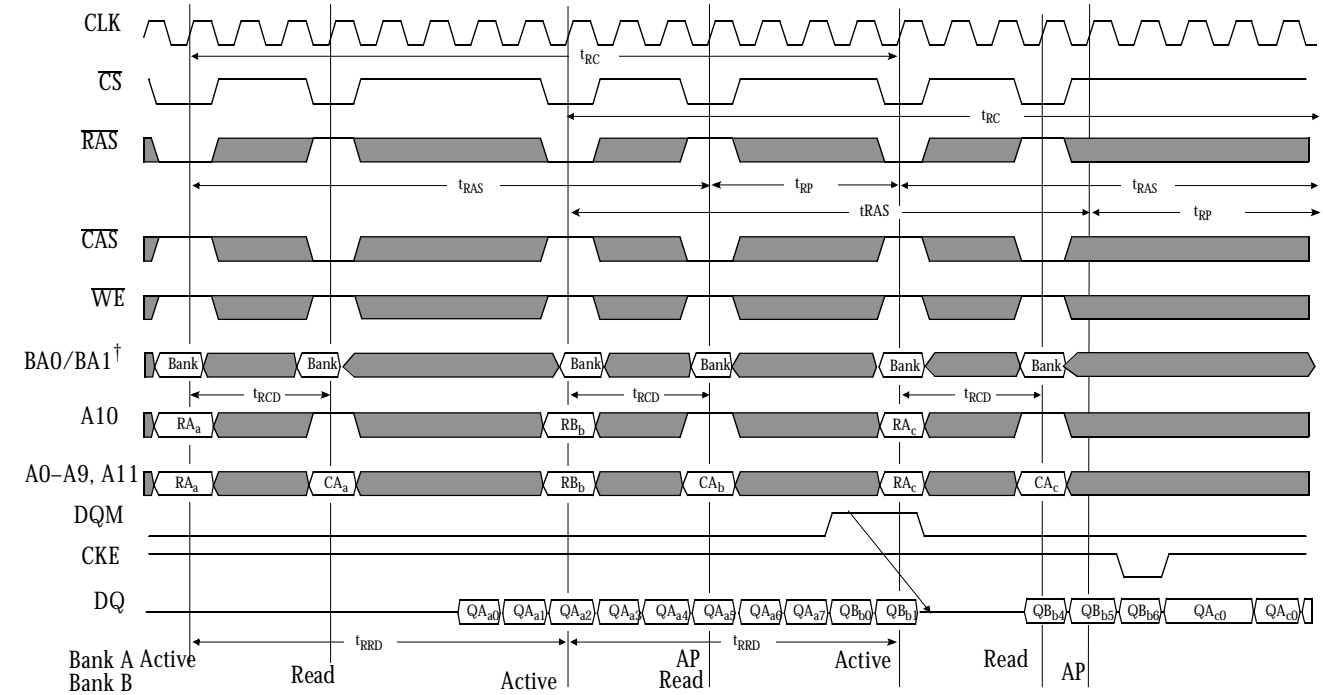 CLK
tRC
CS
tRC
RAS
tRAS tRP tRAS
tRAS tRP
CAS
WE
BA0/BA1† Bank Bank Bank Bank Bank Bank
tRCD tRCD tRCD
A10 RAa RBb RAc
A0–A9, A11 RAa CAa RBb CAb RAc CAc
DQM
CKE
DQ QAa0 QAa1 QAa2 QAa3 QAa4 QAa5 QAa6 QAa7 QBb0 QBb1 QBb4 QBb5 QBb6 QAc0 QAc0
tRRD tRRD
Bank A Active Read AP Active Read
Bank B Active Read AP